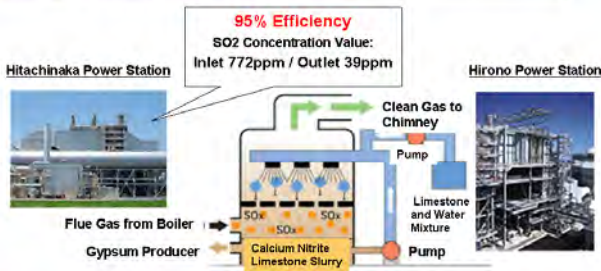 95% Efficiency
SO2 Concentration Value:
Inlet 772ppm / Outlet 39ppm
Hitachinaka Power Station
Hirono Power Station
Clean Gas to
Chimney
Pump
Limestone
and Water
Mixture
Flue Gas from Boiler
SOx
SOx
SOx
Gypsum Producer
Calcium Nitrite
Limestone Slurry
Pump